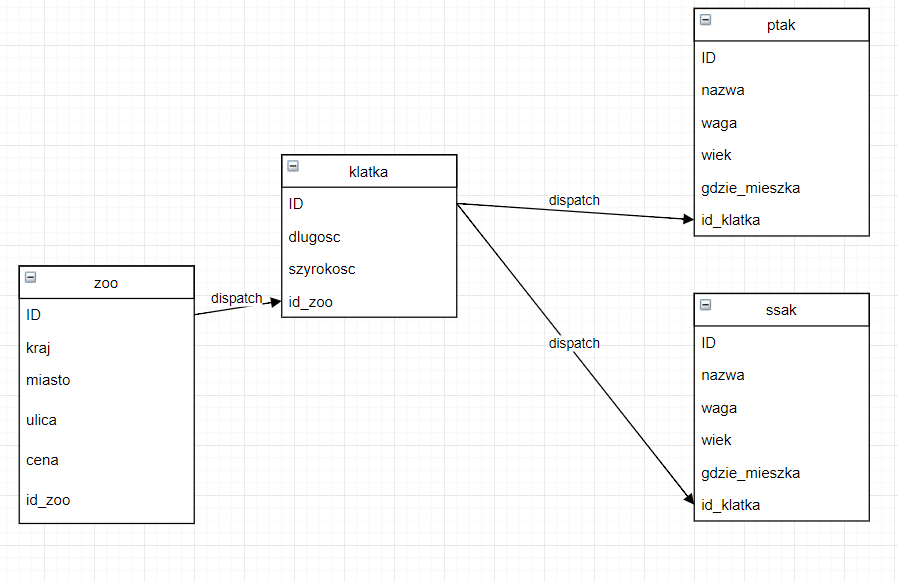 zoo
ID
kraj
miasto
ulica
cena
id_zoo
dispatch
klatka
ID
dlugosc
szyrokosc
id_zoo
dispatch
dispatch
ptak
ID
nazwa
waga
wiek
gdzie_mieszka
id_klatka
ssak
ID
nazwa
waga
wiek
gdzie_mieszka
id_klatka